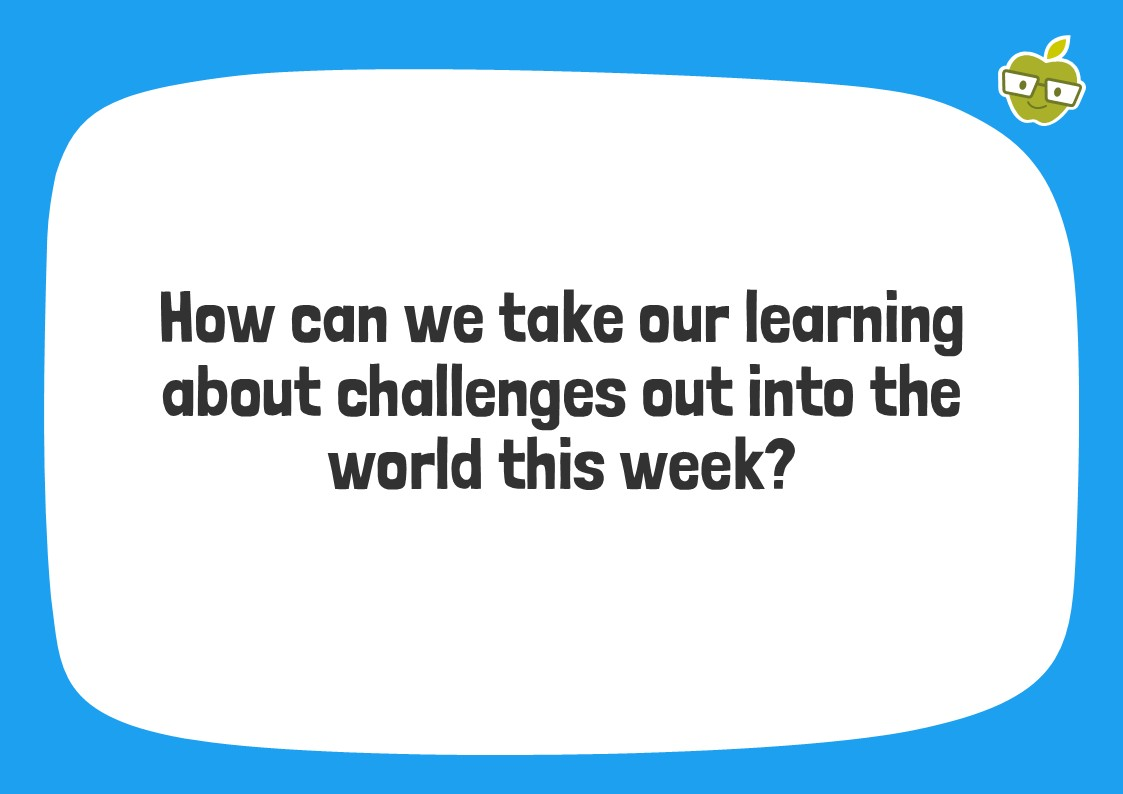 How can we take our learning
about challenges out into the
world this week?